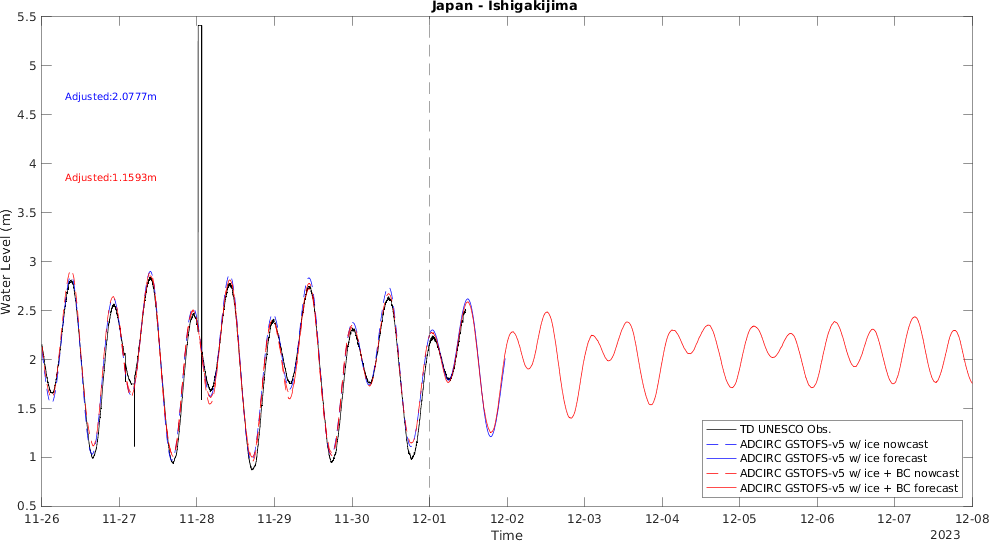 Japan - Ishigakijima
5.5
5
4.5
4
3.5
3
2.5
2
1.5
1
0.5
Water Level (m)
Adjusted:2.0777m
Adjusted:1.1593m
TD UNESCO Obs.
ADCIRC GSTOFS-v5 w/ ice nowcast
ADCIRC GSTOFS-v5 w/ ice forecast
ADCIRC GSTOFS-v5 w/ ice + BC nowcast
ADCIRC GSTOFS-v5 w/ ice + BC forecast
11-26 11-27 11-28 11-29 11-30 12-01 12-02 12-03 12-04 12-05 12-06 12-07 12-08
Time
2023